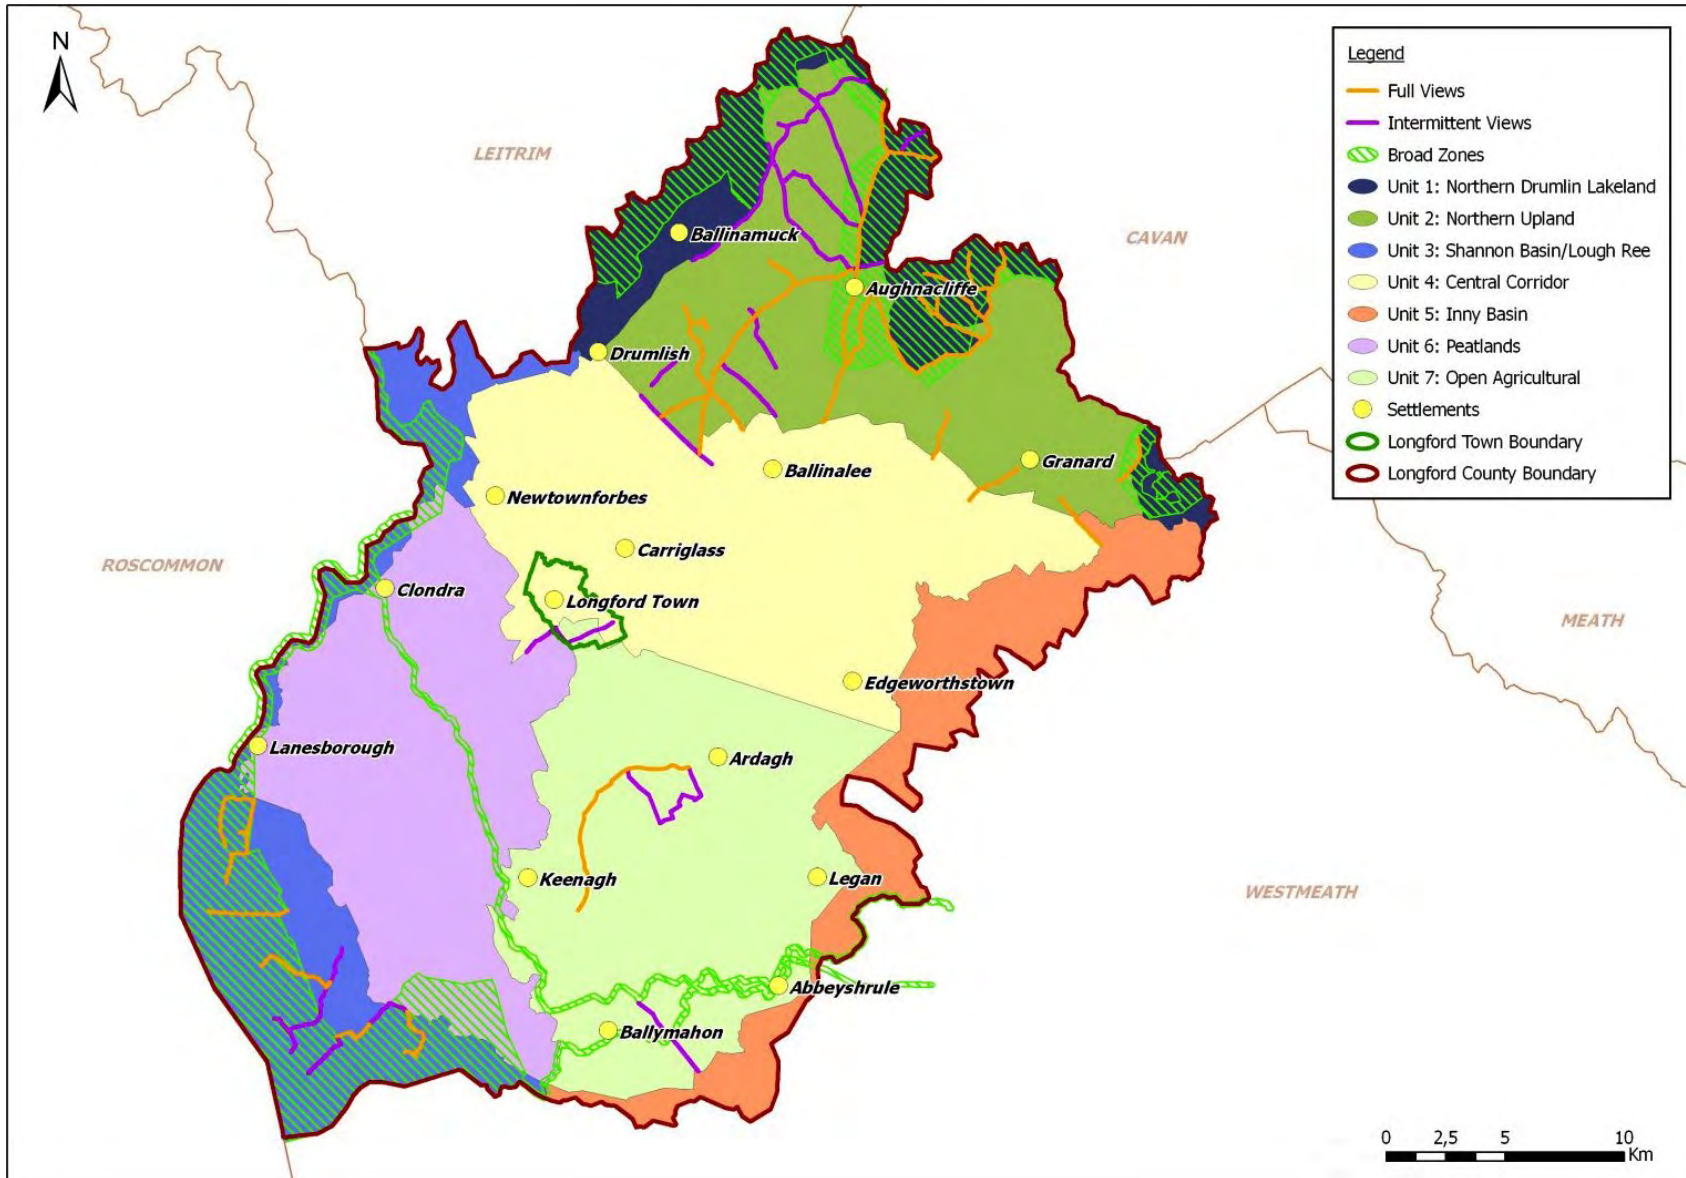 N
LEITRIM
CAVAN
ROSCOMMON
MEATH
WESTMEATH
Ballinamuck
Aughnacliffe
Drumlish
Ballinalee
Granard
Newtownforbes
Carriglass
Clondra
Longford Town
Edgeworthstown
Lanesborough
Ardagh
Keenagh
Legan
Abbeyshrule
Ballymahon
Legend
Full Views
Intermittent Views
Broad Zones
Unit 1: Northern Drumlin Lakeland
Unit 2: Northern Upland
Unit 3: Shannon Basin/Lough Ree
Unit 4: Central Corridor
Unit 5: Inny Basin
Unit 6: Peatlands
Unit 7: Open Agricultural
Settlements
Longford Town Boundary
Longford County Boundary
0 2,5 5 10
Km